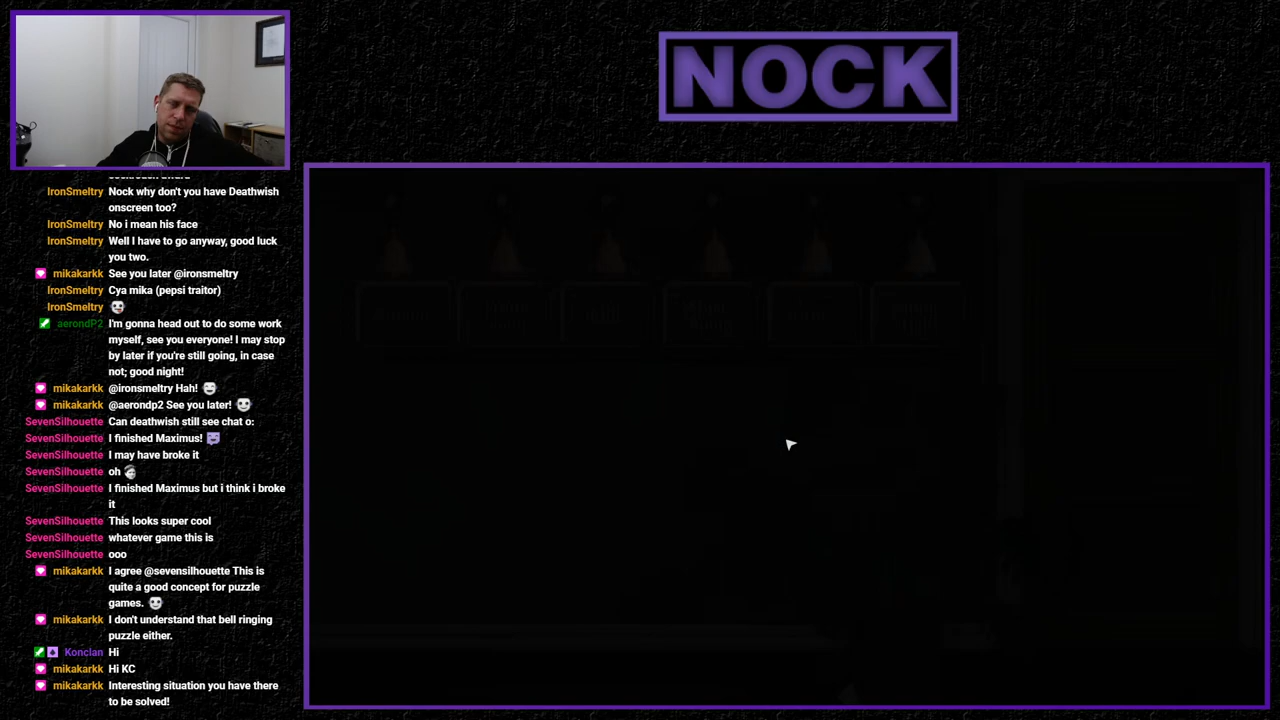 NOCK
IronSmeltry Nock why don't you have Deathwish
onscreen too?
IronSmeltry No i mean his face
IronSmeltry Well I have to go anyway, good luck
you two.
mikakarkk See you later @ironsmeltry
IronSmeltry Cya mika (pepsi traitor)
IronSmeltry
aerondP2 I'm gonna head out to do some work
myself, see you everyone! I may stop
by later if you're still going, in case
not; good night!
mikakarkk @ironsmeltry Hah!
mikakarkk @aerondp2 See you later!
SevenSilhouette Can deathwish still see chat o:
SevenSilhouette I finished Maximus!
SevenSilhouette I may have broke it
SevenSilhouette oh
SevenSilhouette I finished Maximus but i think i broke
it
SevenSilhouette This looks super cool
SevenSilhouette whatever game this is
SevenSilhouette ooo
mikakarkk I agree @sevensilhouette This is
quite a good concept for puzzle
games.
mikakarkk I don't understand that bell ringing
puzzle either.
Konclan Hi
mikakarkk Hi KC
mikakarkk Interesting situation you have there
to be solved!